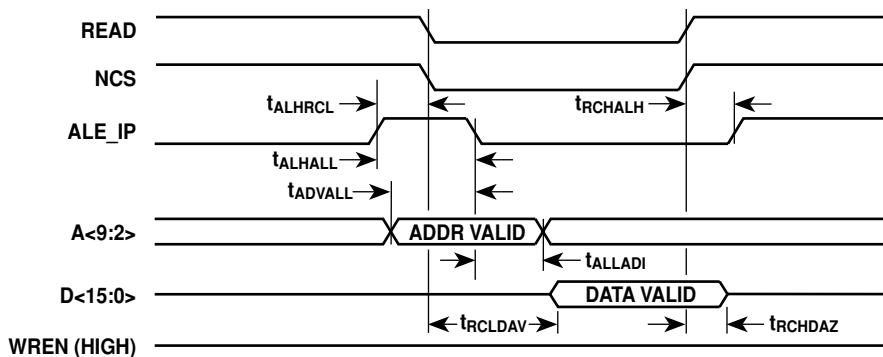 READ
NCS
tALHRCL
tRCHALH
ALE_IP
tALHALL
tADVALL
A<9:2>
ADDR VALID
tALLADI
D<15:0>
DATA VALID
tRCLDAV
tRCHDAZ
WREN (HIGH)